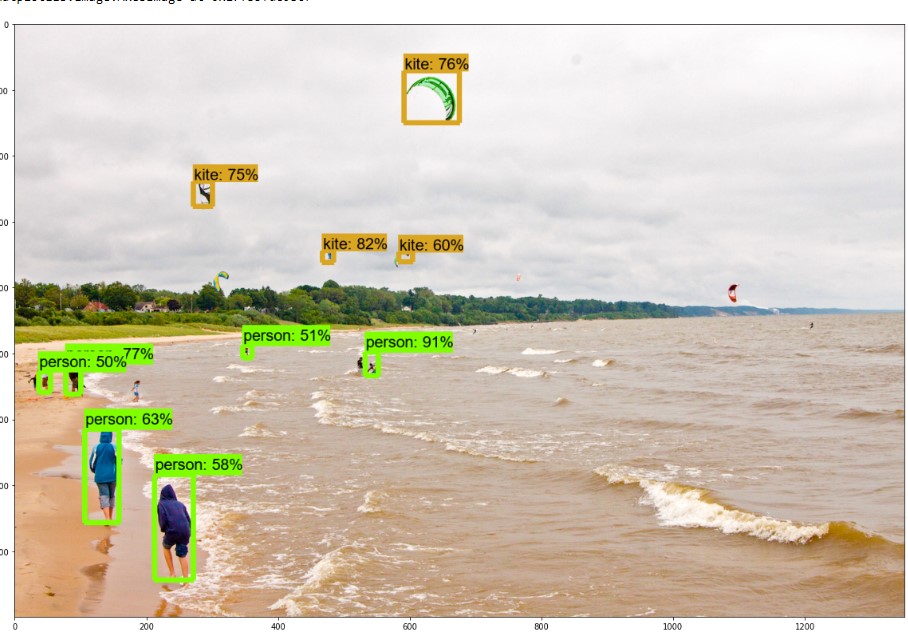 0
kite: 76%
kite: 75%
kite: 82%
kite: 60%
person: 51%
person: 91%
77%
person: 50%
person: 63%
person: 58%
0
200
400
600
800
1000
1200